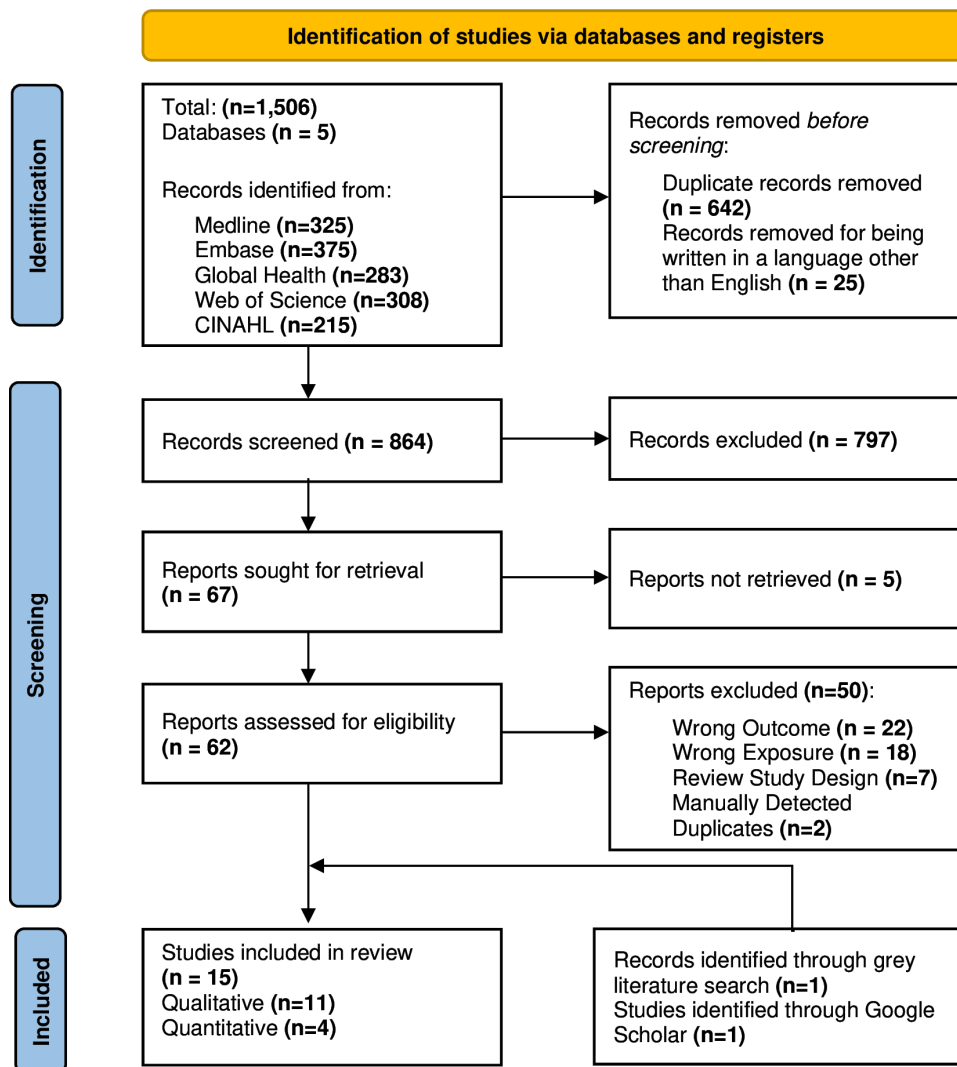 Identification of studies via databases and registers
Identification
Total: (n=1,506)
Databases (n = 5)
Records identified from:
Medline (n=325)
Embase (n=375)
Global Health (n=283)
Web of Science (n=308)
CINAHL (n=215)
Records removed before
screening:
Duplicate records removed
(n = 642)
Records removed for being
written in a language other
than English (n = 25)
Screening
Records screened (n = 864)
Records excluded (n = 797)
Reports sought for retrieval
(n = 67)
Reports not retrieved (n = 5)
Reports assessed for eligibility
(n = 62)
Reports excluded (n=50):
Wrong Outcome (n = 22)
Wrong Exposure (n = 18)
Review Study Design (n=7)
Manually Detected
Duplicates (n=2)
Included
Studies included in review
(n = 15)
Qualitative (n=11)
Quantitative (n=4)
Records identified through grey
literature search (n=1)
Studies identified through Google
Scholar (n=1)